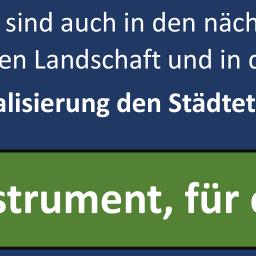 sind auch in den näch
en Landschaft und in d
alisierung den Städtet
strument, für